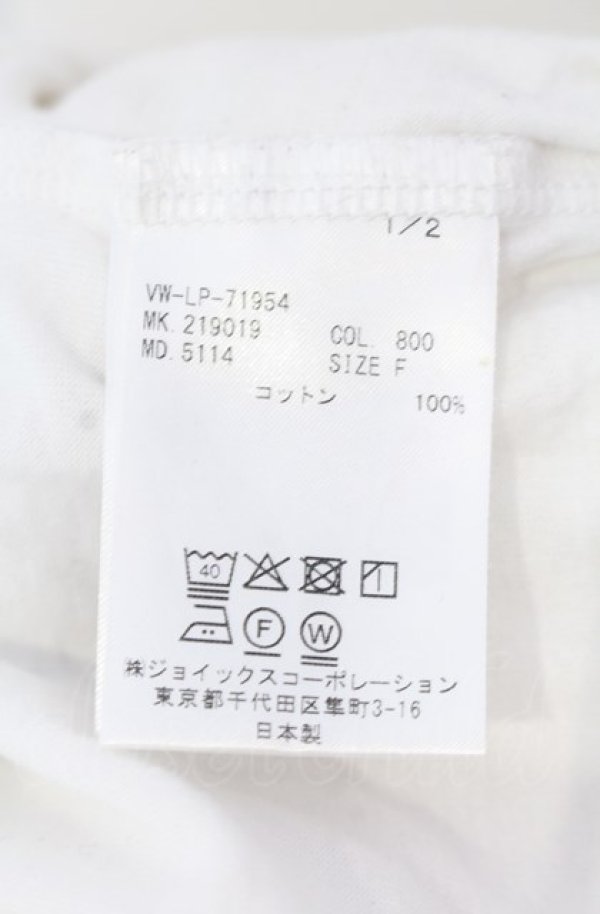 1/2
VW-LP-71954
MK. 219019 COL. 800
MD. 5114 SIZE F
コットン 100%
40
F W
㈱ジョイックスコーポレーション
東京都千代田区隼町3-16
日本製